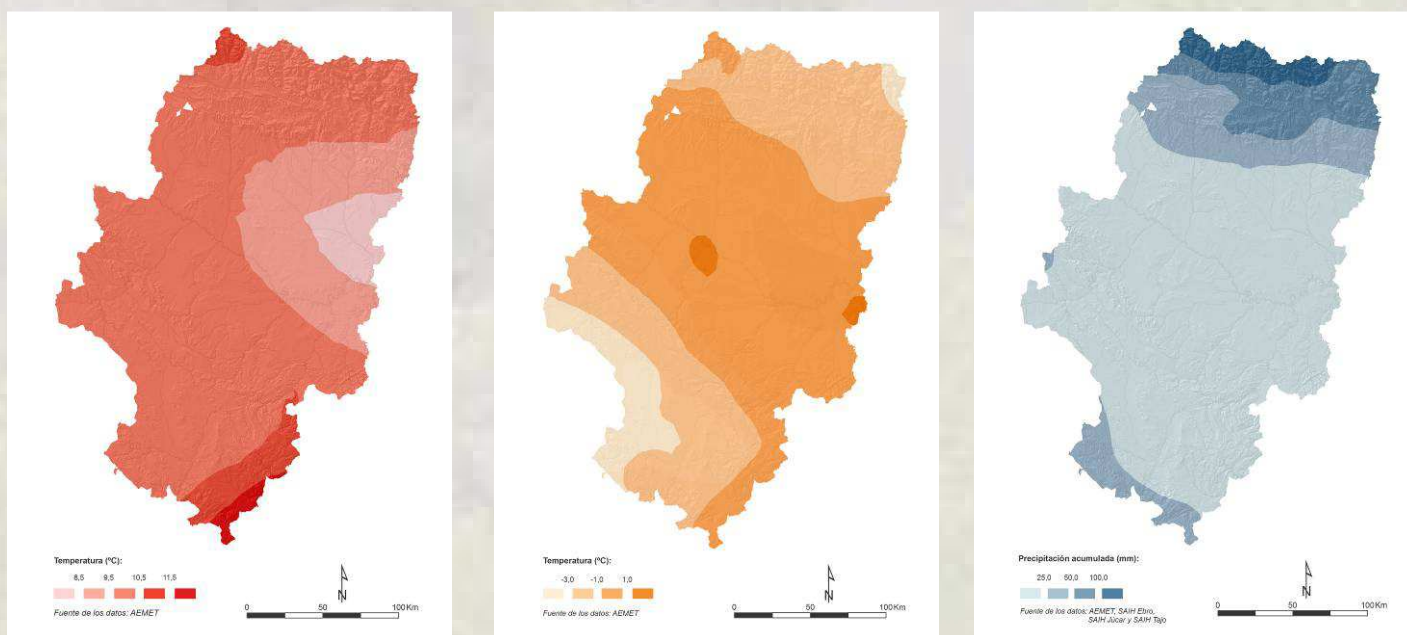 Temperatura (ºC):
8,5 9,5 10,5 11,5
Fuente de los datos: AEMET
N
0 50 100 Km
Temperatura (ºC):
-3,0 -1,0 1,0
Fuente de los datos: AEMET
N
0 50 100 Km
Precipitación acumulada (mm):
25,0 50,0 100,0
Fuente de los datos: AEMET, SAIH Ebro,
SAIH Júcar y SAIH Tajo
N
0 50 100 Km